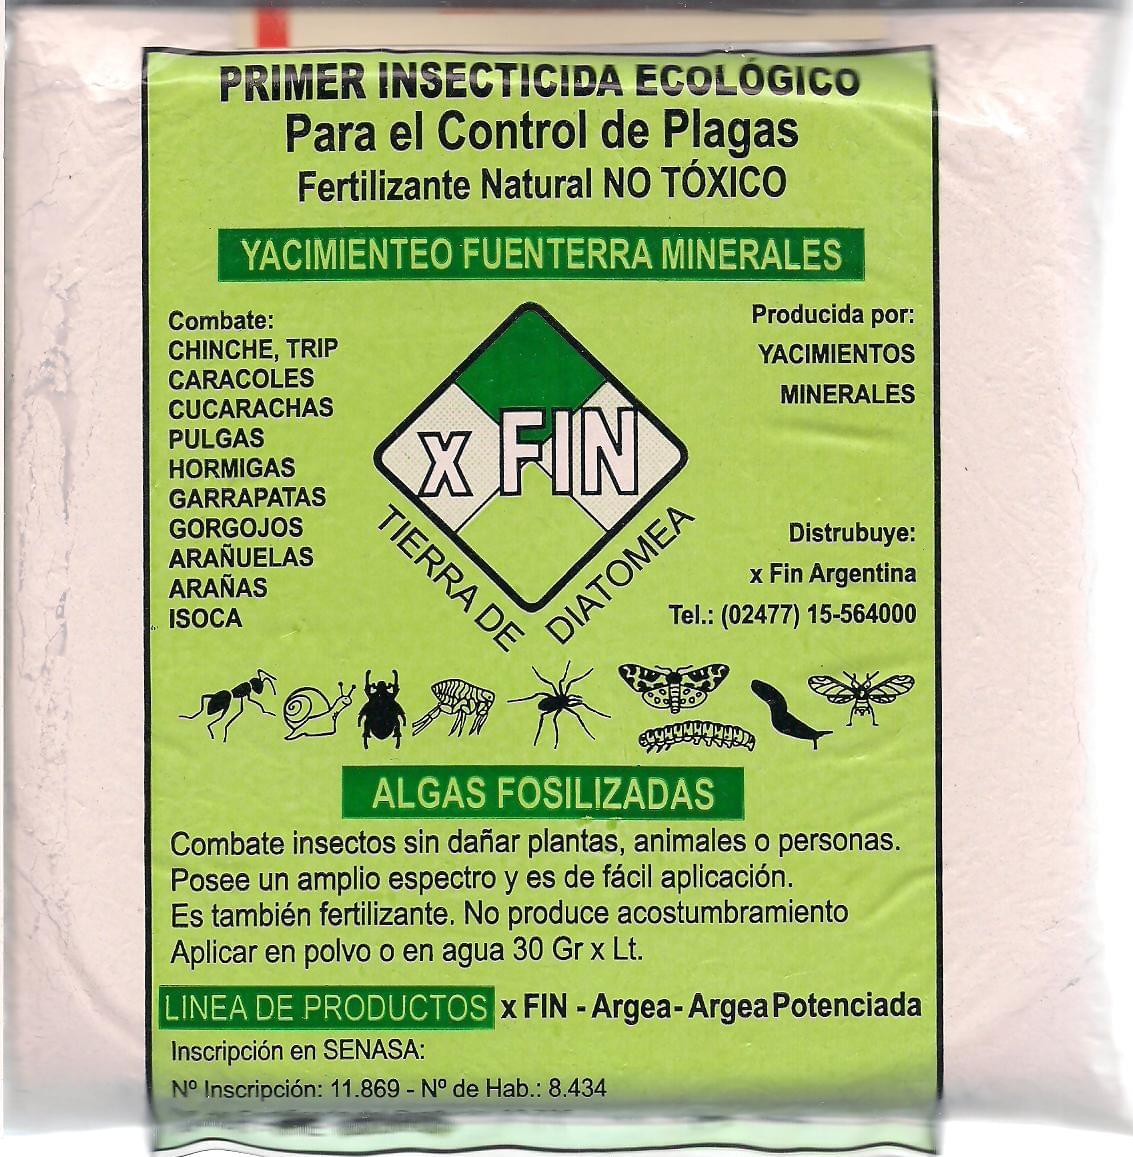 PRIMER INSECTICIDA ECOLÓGICO
Para el Control de Plagas
Fertilizante Natural NO TÓXICO
YACIMIENTEO FUENTERRA MINERALES
Combate:
CHINCHE, TRIP
CARACOLES
CUCARACHAS
PULGAS
HORMIGAS
GARRAPATAS
GORGOJOS
ARAÑUELAS
ARAÑAS
ISOCA
x FIN
TIERRA DE DIATOMEA
Producida por:
YACIMIENTOS
MINERALES
Distrubuye:
x Fin Argentina
Tel.: (02477) 15-564000
ALGAS FOSILIZADAS
Combate insectos sin dañar plantas, animales o personas.
Posee un amplio espectro y es de fácil aplicación.
Es también fertilizante. No produce acostumbramiento
Aplicar en polvo o en agua 30 Gr x Lt.
LINEA DE PRODUCTOS x FIN - Argea- Argea Potenciada
Inscripción en SENASA:
Nº Inscripción: 11.869 - Nº de Hab.: 8.434